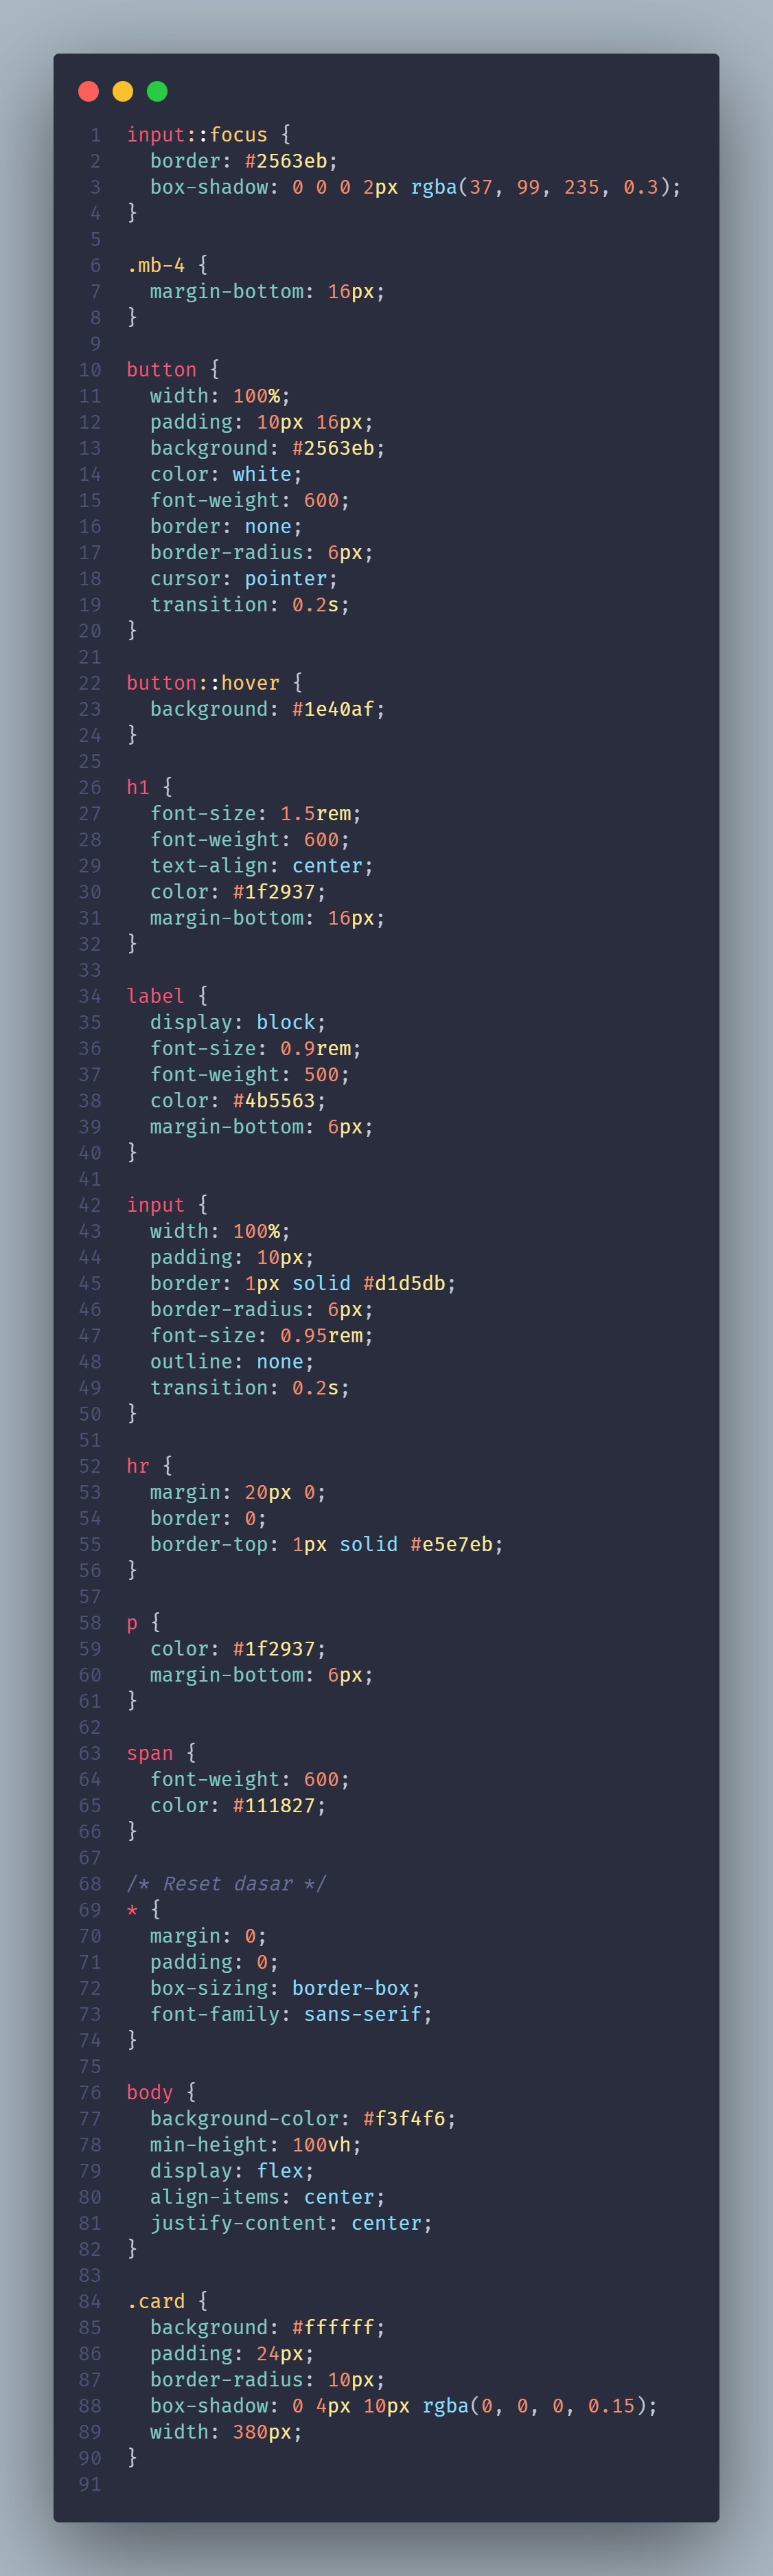 1 input::focus {
2   border: #2563eb;
3   box-shadow: 0 0 0 2px rgba(37, 99, 235, 0.3);
4 }
5
6 .mb-4 {
7   margin-bottom: 16px;
8 }
9
10 button {
11   width: 100%;
12   padding: 10px 16px;
13   background: #2563eb;
14   color: white;
15   font-weight: 600;
16   border: none;
17   border-radius: 6px;
18   cursor: pointer;
19   transition: 0.2s;
20 }
21
22 button::hover {
23   background: #1e40af;
24 }
25
26 h1 {
27   font-size: 1.5rem;
28   font-weight: 600;
29   text-align: center;
30   color: #1f2937;
31   margin-bottom: 16px;
32 }
33
34 label {
35   display: block;
36   font-size: 0.9rem;
37   font-weight: 500;
38   color: #4b5563;
39   margin-bottom: 6px;
40 }
41
42 input {
43   width: 100%;
44   padding: 10px;
45   border: 1px solid #d1d5db;
46   border-radius: 6px;
47   font-size: 0.95rem;
48   outline: none;
49   transition: 0.2s;
50 }
51
52 hr {
53   margin: 20px 0;
54   border: 0;
55   border-top: 1px solid #e5e7eb;
56 }
57
58 p {
59   color: #1f2937;
60   margin-bottom: 6px;
61 }
62
63 span {
64   font-weight: 600;
65   color: #111827;
66 }
67
68 /* Reset dasar */
69 * {
70   margin: 0;
71   padding: 0;
72   box-sizing: border-box;
73   font-family: sans-serif;
74 }
75
76 body {
77   background-color: #f3f4f6;
78   min-height: 100vh;
79   display: flex;
80   align-items: center;
81   justify-content: center;
82 }
83
84 .card {
85   background: #ffffff;
86   padding: 24px;
87   border-radius: 10px;
88   box-shadow: 0 4px 10px rgba(0, 0, 0, 0.15);
89   width: 380px;
90 }
91